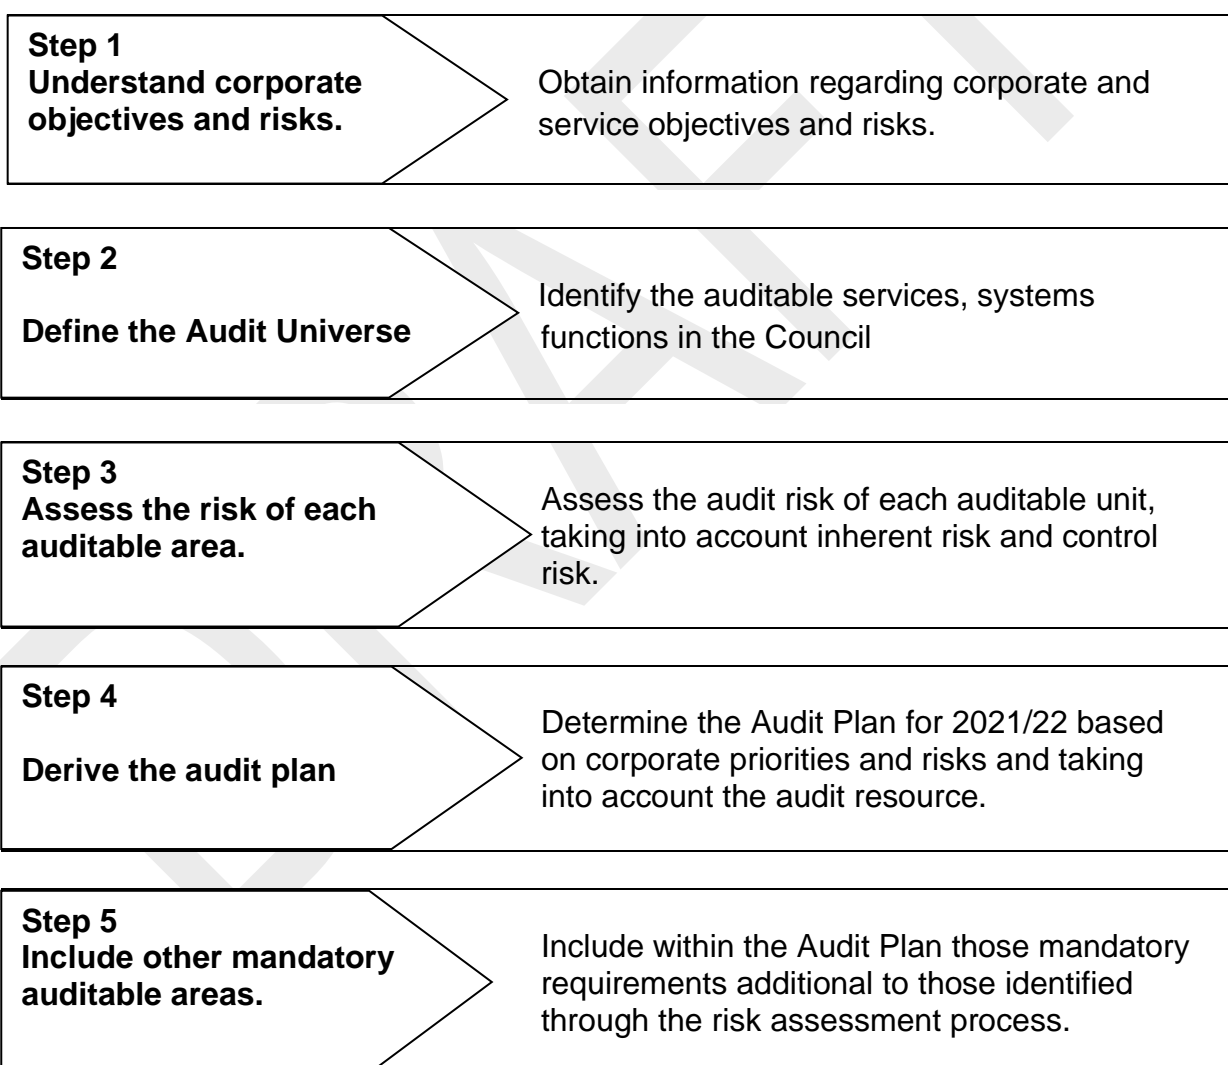 Step 1
Understand corporate
objectives and risks.
Obtain information regarding corporate and
service objectives and risks.
Step 2
Define the Audit Universe
Identify the auditable services, systems
functions in the Council
Step 3
Assess the risk of each
auditable area.
Assess the audit risk of each auditable unit,
taking into account inherent risk and control
risk.
Step 4
Derive the audit plan
Determine the Audit Plan for 2021/22 based
on corporate priorities and risks and taking
into account the audit resource.
Step 5
Include other mandatory
auditable areas.
Include within the Audit Plan those mandatory
requirements additional to those identified
through the risk assessment process.